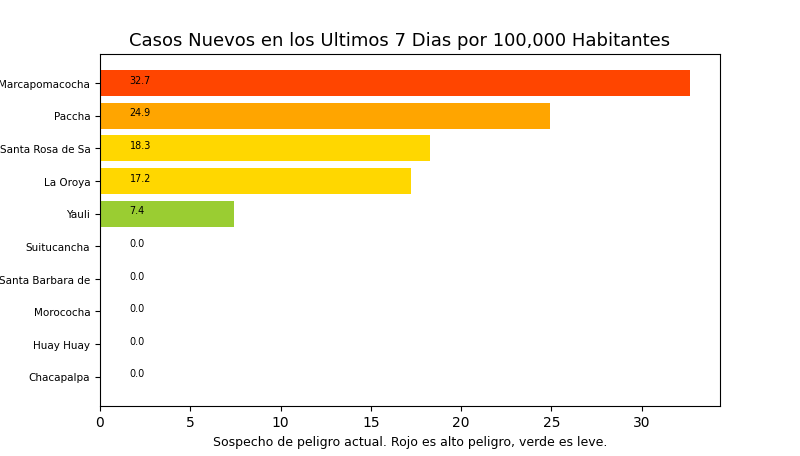 Casos Nuevos en los Ultimos 7 Dias por 100,000 Habitantes
Marcapomacocha 32.7
Paccha 24.9
Santa Rosa de Sa 18.3
La Oroya 17.2
Yauli 7.4
Suitucancha 0.0
Santa Barbara de 0.0
Morococha 0.0
Huay Huay 0.0
Chacapalpa 0.0
0 5 10 15 20 25 30
Sospecho de peligro actual. Rojo es alto peligro, verde es leve.